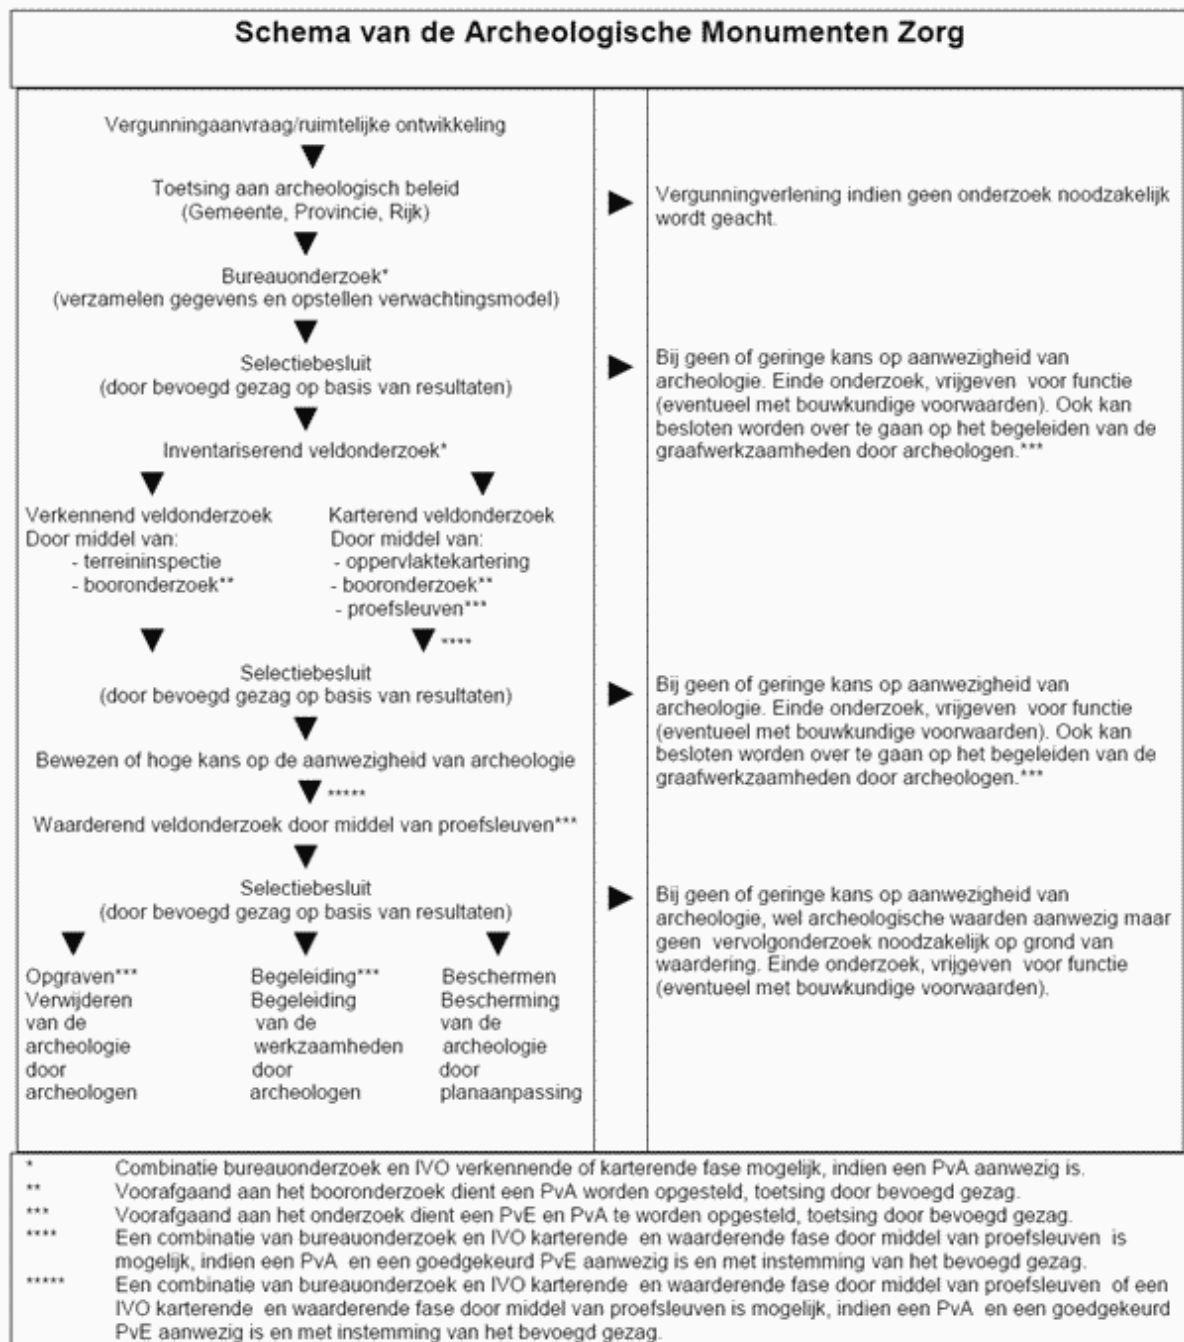 Schema van de Archeologische Monumenten Zorg
Vergunningaanvraag/ruimtelijke ontwikkeling
Toetsing aan archeologisch beleid
(Gemeente, Provincie, Rijk)
Vergunningverlening indien geen onderzoek noodzakelijk
wordt geacht.
Bureauonderzoek*
(verzamelen gegevens en opstellen verwachtingsmodel)
Selectiebesluit
(door bevoegd gezag op basis van resultaten)
Bij geen of geringe kans op aanwezigheid van
archeologie. Einde onderzoek, vrijgeven voor functie
(eventueel met bouwkundige voorwaarden). Ook kan
besloten worden over te gaan op het begeleiden van de
graafwerkzaamheden door archeologen.***
Inventariserend veldonderzoek*
Verkennend veldonderzoek
Door middel van:
- terreininspectie
- booronderzoek**
Karterend veldonderzoek
Door middel van:
- oppervlaktekartering
- booronderzoek**
- proefsleuven***
****
Selectiebesluit
(door bevoegd gezag op basis van resultaten)
Bij geen of geringe kans op aanwezigheid van
archeologie. Einde onderzoek, vrijgeven voor functie
(eventueel met bouwkundige voorwaarden). Ook kan
besloten worden over te gaan op het begeleiden van de
graafwerkzaamheden door archeologen.***
Bewezen of hoge kans op de aanwezigheid van archeologie
*****
Waarderend veldonderzoek door middel van proefsleuven***
Selectiebesluit
(door bevoegd gezag op basis van resultaten)
Bij geen of geringe kans op aanwezigheid van
archeologie, wel archeologische waarden aanwezig maar
geen vervolgonderzoek noodzakelijk op grond van
waardering. Einde onderzoek, vrijgeven voor functie
(eventueel met bouwkundige voorwaarden).
Opgraven***
Verwijderen
van de
archeologie
door
archeologen
Begeleiding***
Begeleiding
van de
werkzaamheden
door
archeologen
Beschermen
Bescherming
van de
archeologie
door
planaanpassing
* Combinatie bureauonderzoek en IVO verkennende of karterende fase mogelijk, indien een PvA aanwezig is.
** Voorafgaand aan het booronderzoek dient een PvA worden opgesteld, toetsing door bevoegd gezag.
*** Voorafgaand aan het onderzoek dient een PvE en PvA te worden opgesteld, toetsing door bevoegd gezag.
**** Een combinatie van bureauonderzoek en IVO karterende en waarderende fase door middel van proefsleuven is
mogelijk, indien een PvA en een goedgekeurd PvE aanwezig is en met instemming van het bevoegd gezag.
***** Een combinatie van bureauonderzoek en IVO karterende en waarderende fase door middel van proefsleuven of een
IVO karterende en waarderende fase door middel van proefsleuven is mogelijk, indien een PvA en een goedgekeurd
PvE aanwezig is en met instemming van het bevoegd gezag.